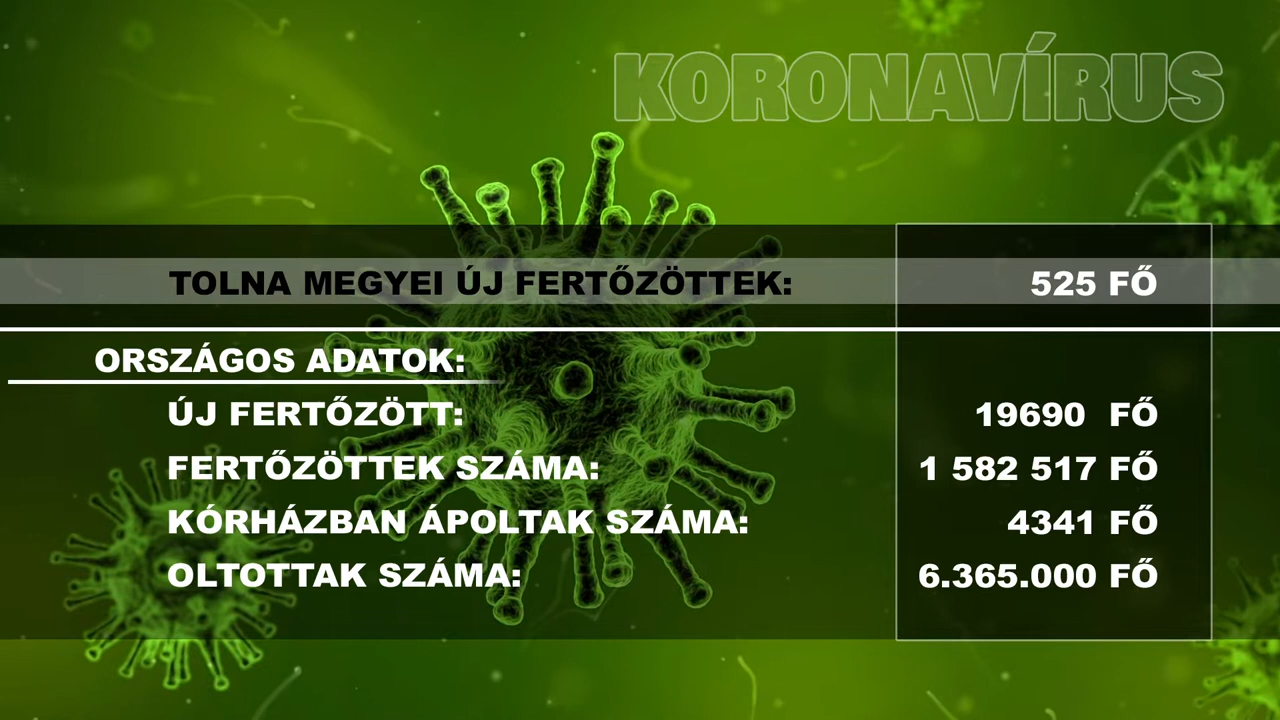 KORONAVÍRUS
TOLNA MEGYEI ÚJ FERTŐZÖTTEK: 525 FŐ
ORSZÁGOS ADATOK:
ÚJ FERTŐZÖTT: 19690 FŐ
FERTŐZÖTTEK SZÁMA: 1 582 517 FŐ
KÓRHÁZBAN ÁPOLTAK SZÁMA: 4341 FŐ
OLTOTTAK SZÁMA: 6.365.000 FŐ